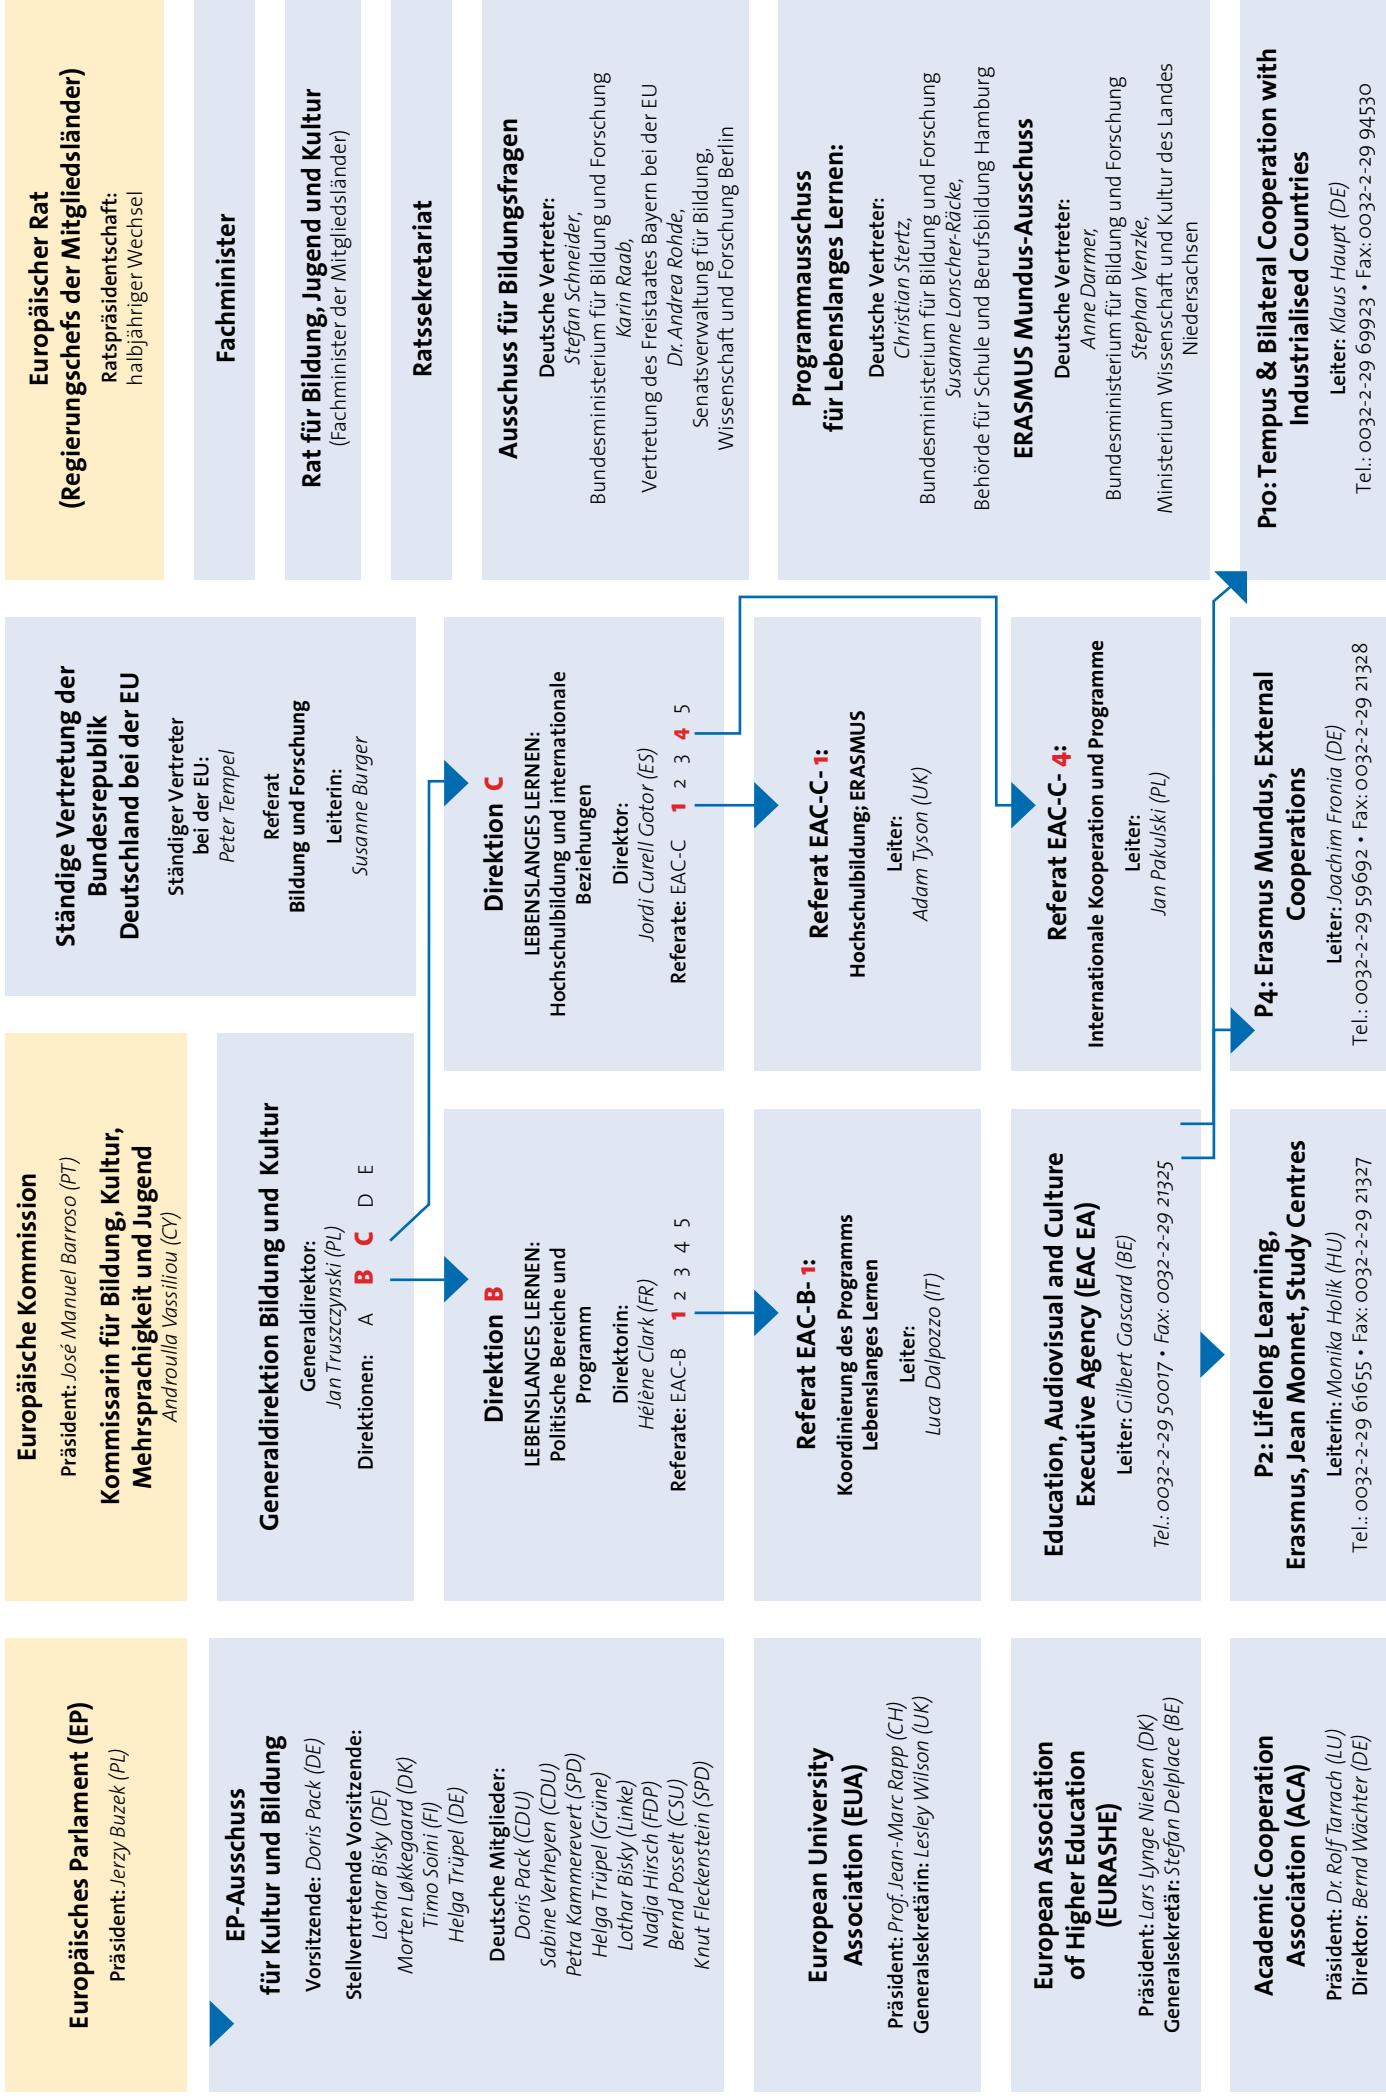 Europäisches Parlament (EP)
Präsident: Jerzy Buzek (PL)
EP-Ausschuss
für Kultur und Bildung
Vorsitzende: Doris Pack (DE)
Stellvertretende Vorsitzende:
Lothar Bisky (DE)
Morten Løkkegaard (DK)
Timo Soini (FI)
Helga Trüpel (DE)
Deutsche Mitglieder:
Doris Pack (CDU)
Sabine Verheyen (CDU)
Petra Kammerevert (SPD)
Helga Trüpel (Grüne)
Lothar Bisky (Linke)
Nadja Hirsch (FDP)
Bernd Posselt (CSU)
Knut Fleckenstein (SPD)
European University
Association (EUA)
Präsident: Prof. Jean-Marc Rapp (CH)
Generalsekretärin: Lesley Wilson (UK)
European Association
of Higher Education
(EURASHE)
Präsident: Lars Lynge Nielsen (DK)
Generalsekretär: Stefan Delplace (BE)
Academic Cooperation
Association (ACA)
Präsident: Dr. Rolf Tarrach (LU)
Direktor: Bernd Wächter (DE)
Europäische Kommission
Präsident: José Manuel Barroso (PT)
Kommissarin für Bildung, Kultur,
Mehrsprachigkeit und Jugend
Androulla Vassiliou (CY)
Generaldirektion Bildung und Kultur
Generaldirektor:
Jan Truszczynski (PL)
Direktionen: A B C D E
Direktion B
LEBENSLANGES LERNEN:
Politische Bereiche und
Programm
Direktorin:
Hélène Clark (FR)
Referate: EAC-B 1 2 3 4 5
Referat EAC-B- 1:
Koordinierung des Programms
Lebenslanges Lernen
Leiter:
Luca Dalpozzo (IT)
Education, Audiovisual and Culture
Executive Agency (EAC EA)
Leiter: Gilbert Gascard (BE)
Tel.: 0032-2-29 50017 • Fax: 0032-2-29 21325
P2: Lifelong Learning,
Erasmus, Jean Monnet, Study Centres
Leiterin: Monika Holik (HU)
Tel.: 0032-2-29 61655 • Fax: 0032-2-29 21327
Ständige Vertretung der
Bundesrepublik
Deutschland bei der EU
Ständiger Vertreter
bei der EU:
Peter Tempel
Referat
Bildung und Forschung
Leiterin:
Susanne Burger
Direktion C
LEBENSLANGES LERNEN:
Hochschulbildung und internationale
Beziehungen
Direktor:
Jordi Curell Gotor (ES)
Referate: EAC-C 1 2 3 4 5
Referat EAC-C- 1:
Hochschulbildung; ERASMUS
Leiter:
Adam Tyson (UK)
Referat EAC-C- 4:
Internationale Kooperation und Programme
Leiter:
Jan Pakulski (PL)
P4: Erasmus Mundus, External
Cooperations
Leiter: Joachim Fronia (DE)
Tel.: 0032-2-29 59692 • Fax: 0032-2-29 21328
Europäischer Rat
(Regierungschefs der Mitgliedsländer)
Ratspräsidentschaft:
halbjähriger Wechsel
Fachminister
Rat für Bildung, Jugend und Kultur
(Fachminister der Mitgliedsländer)
Ratssekretariat
Ausschuss für Bildungsfragen
Deutsche Vertreter:
Stefan Schneider,
Bundesministerium für Bildung und Forschung
Karin Raab,
Vertretung des Freistaates Bayern bei der EU
Dr. Andrea Rohde,
Senatsverwaltung für Bildung,
Wissenschaft und Forschung Berlin
Programmausschuss
für Lebenslanges Lernen:
Deutsche Vertreter:
Christian Stertz,
Bundesministerium für Bildung und Forschung
Susanne Lonscher-Räcke,
Behörde für Schule und Berufsbildung Hamburg
ERASMUS Mundus-Ausschuss
Deutsche Vertreter:
Anne Darmer,
Bundesministerium für Bildung und Forschung
Stephan Venzke,
Ministerium Wissenschaft und Kultur des Landes
Niedersachsen
P10: Tempus & Bilateral Cooperation with
Industrialised Countries
Leiter: Klaus Haupt (DE)
Tel.: 0032-2-29 69923 • Fax: 0032-2-29 94530